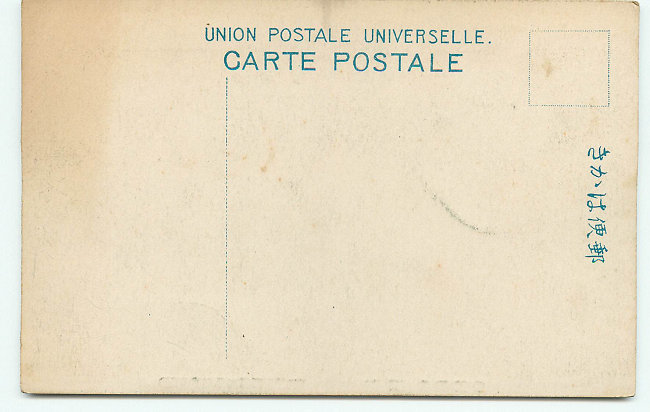 UNION POSTALE UNIVERSELLE.
CARTE POSTALE
きがは便郵